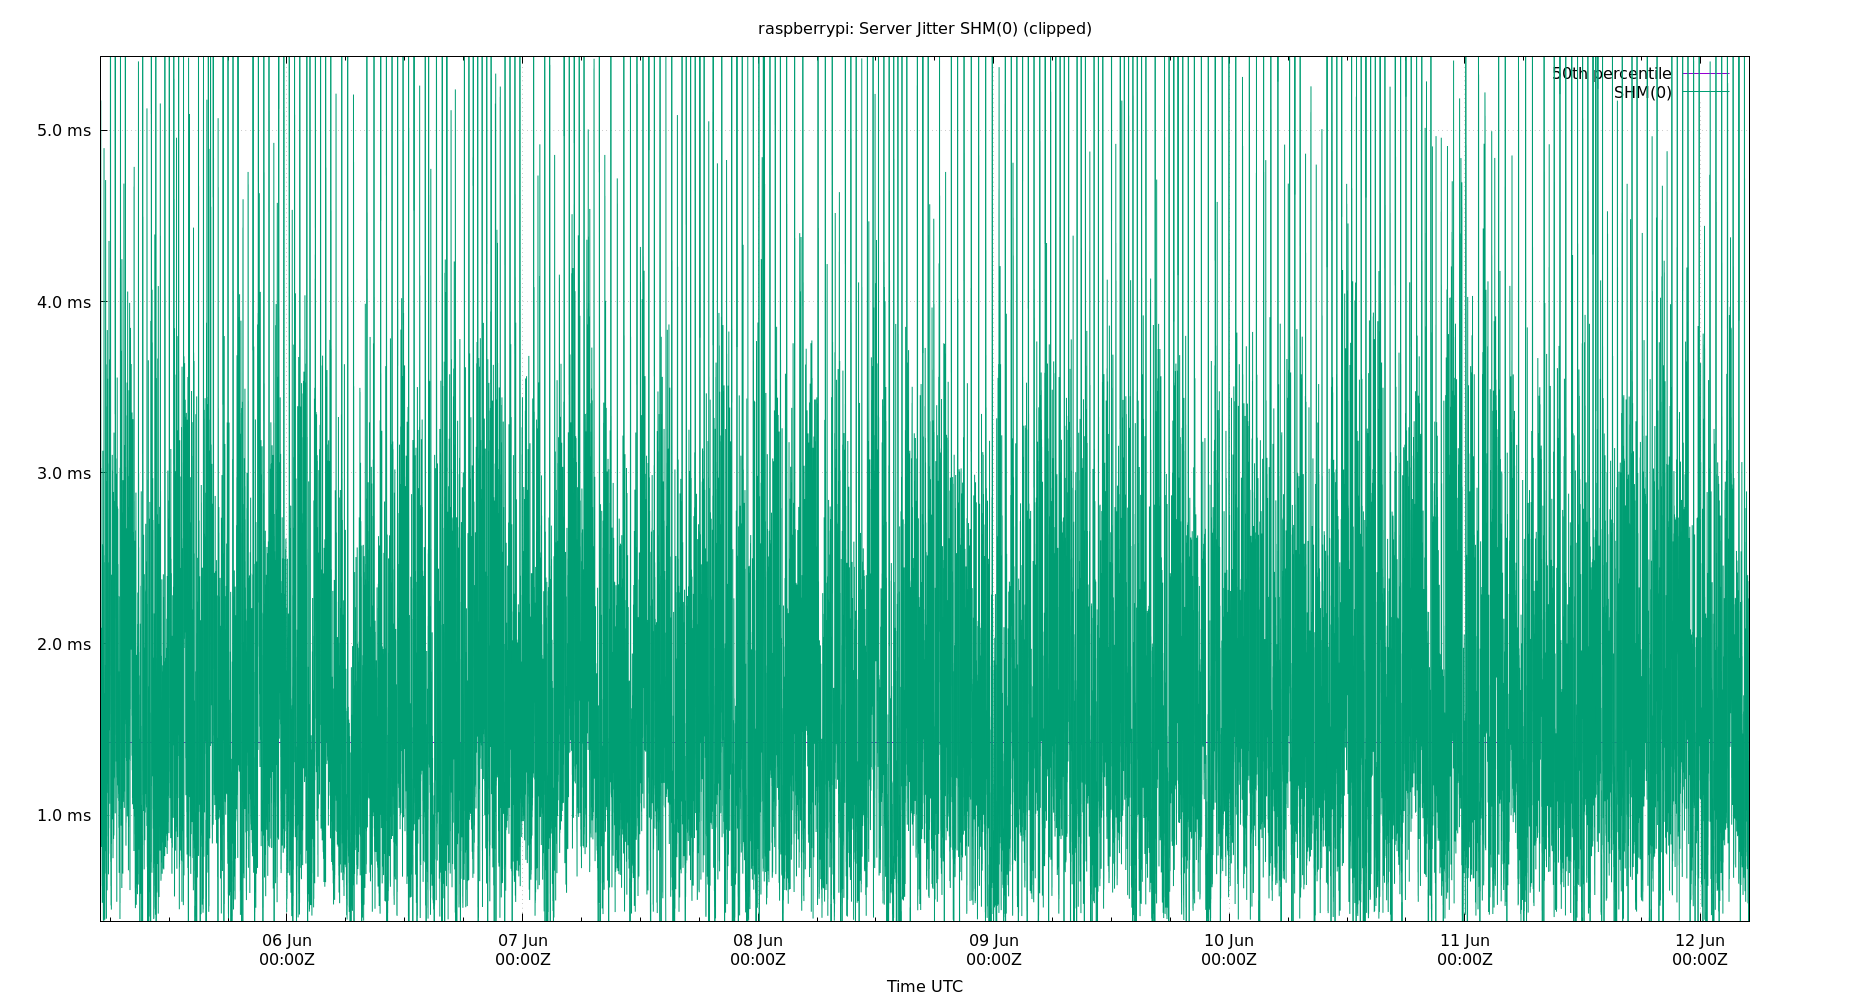 raspberrypi: Server Jitter SHM(0) (clipped)
50th percentile
SHM(0)
5.0 ms
4.0 ms
3.0 ms
2.0 ms
1.0 ms
06 Jun 07 Jun 08 Jun 09 Jun 10 Jun 11 Jun 12 Jun
00:00Z 00:00Z 00:00Z 00:00Z 00:00Z 00:00Z 00:00Z
Time UTC